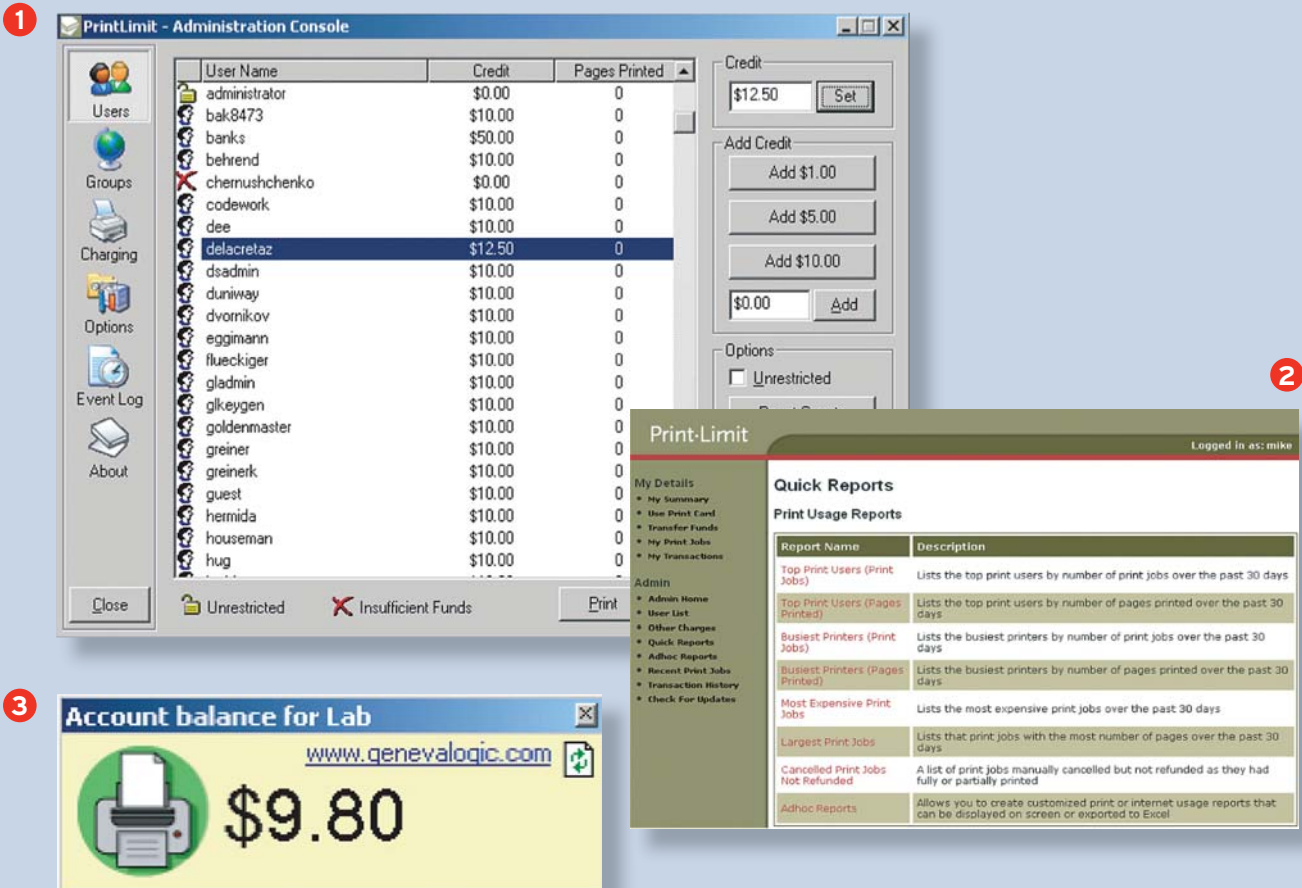 1
PrintLimit - Administration Console
Users
Groups
Charging
Options
Event Log
About
Close
User Name Credit Pages Printed
administrator $0.00 0
bak8473 $10.00 0
banks $50.00 0
behrend $10.00 0
chernushchenko $0.00 0
codework $10.00 0
dee $10.00 0
delacretaz $12.50 0
dsadmin $10.00 0
duniway $10.00 0
dvornikov $10.00 0
eggimann $10.00 0
flueckiger $10.00 0
gladmin $10.00 0
glkeygen $10.00 0
goldenmaster $10.00 0
greiner $10.00 0
greinerk $10.00 0
guest $10.00 0
hermida $10.00 0
houseman $10.00 0
hug $10.00 0
Unrestricted Insufficient Funds Print
Credit
$12.50 Set
Add Credit
Add $1.00
Add $5.00
Add $10.00
$0.00 Add
Options
Unrestricted
2
Print·Limit
Logged in as: mike
My Details
• My Summary
• Use Print Card
• Transfer Funds
• My Print Jobs
• My Transactions
Admin
• Admin Home
• User List
• Other Charges
• Quick Reports
• Adhoc Reports
• Recent Print Jobs
• Transaction History
• Check For Updates
Quick Reports
Print Usage Reports
Report Name Description
Top Print Users (Print Jobs) Lists the top print users by number of print jobs over the past 30 days
Top Print Users (Pages Printed) Lists the top print users by number of pages printed over the past 30 days
Busiest Printers (Print Jobs) Lists the busiest printers by number of print jobs over the past 30 days
Busiest Printers (Pages Printed) Lists the busiest printers by number of pages printed over the past 30 days
Most Expensive Print Jobs Lists the most expensive print jobs over the past 30 days
Largest Print Jobs Lists that print jobs with the most number of pages over the past 30 days
Cancelled Print Jobs Not Refunded A list of print jobs manually cancelled but not refunded as they had fully or partially printed
Adhoc Reports Allows you to create customized print or internet usage reports that can be displayed on screen or exported to Excel
3
Account balance for Lab
www.genevalogic.com
$9.80